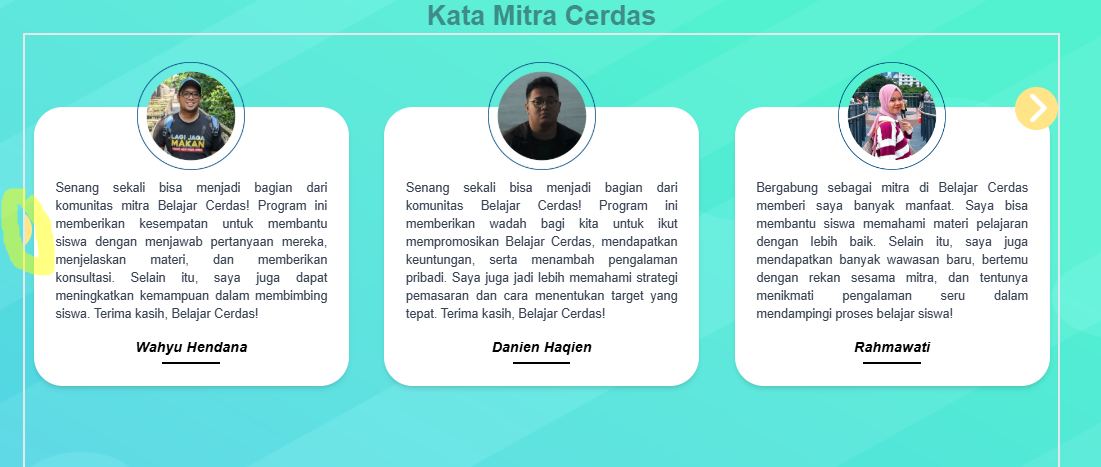 Kata Mitra Cerdas
LAGI JAGA
MAKAN
Senang sekali bisa menjadi bagian dari
komunitas mitra Belajar Cerdas! Program ini
memberikan kesempatan untuk membantu
siswa dengan menjawab pertanyaan mereka,
menjelaskan materi, dan memberikan
konsultasi. Selain itu, saya juga dapat
meningkatkan kemampuan dalam membimbing
siswa. Terima kasih, Belajar Cerdas!
Wahyu Hendana
Senang sekali bisa menjadi bagian dari
komunitas Belajar Cerdas! Program ini
memberikan wadah bagi kita untuk ikut
mempromosikan Belajar Cerdas, mendapatkan
keuntungan, serta menambah pengalaman
pribadi. Saya juga jadi lebih memahami strategi
pemasaran dan cara menentukan target yang
tepat. Terima kasih, Belajar Cerdas!
Danien Haqien
Bergabung sebagai mitra di Belajar Cerdas
memberi saya banyak manfaat. Saya bisa
membantu siswa memahami materi pelajaran
dengan lebih baik. Selain itu, saya juga
mendapatkan banyak wawasan baru, bertemu
dengan rekan sesama mitra, dan tentunya
menikmati pengalaman seru dalam
mendampingi proses belajar siswa!
Rahmawati